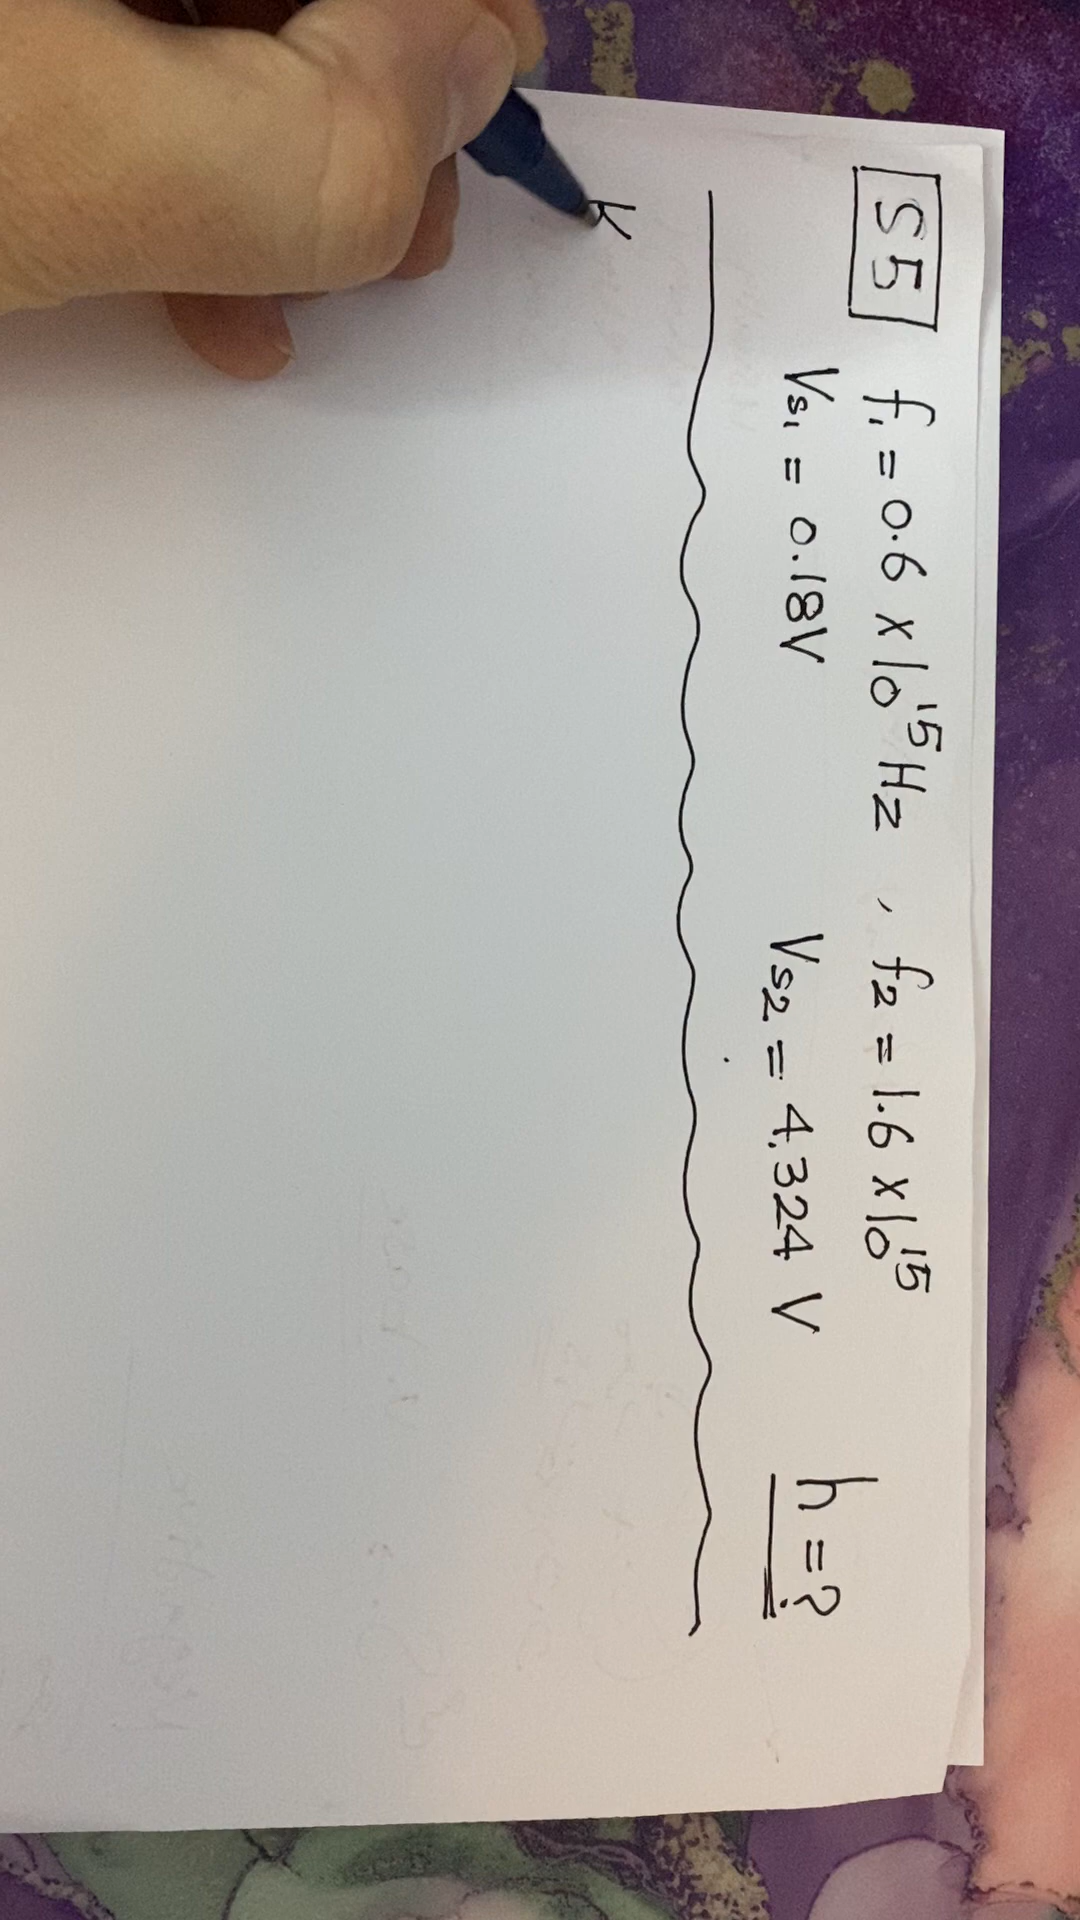 S5 f₁ = 0.6 x 10¹⁵ Hz , f₂ = 1.6 x 10¹⁵
Vs₁ = 0.18V Vs₂ = 4.324 V h = ?
K